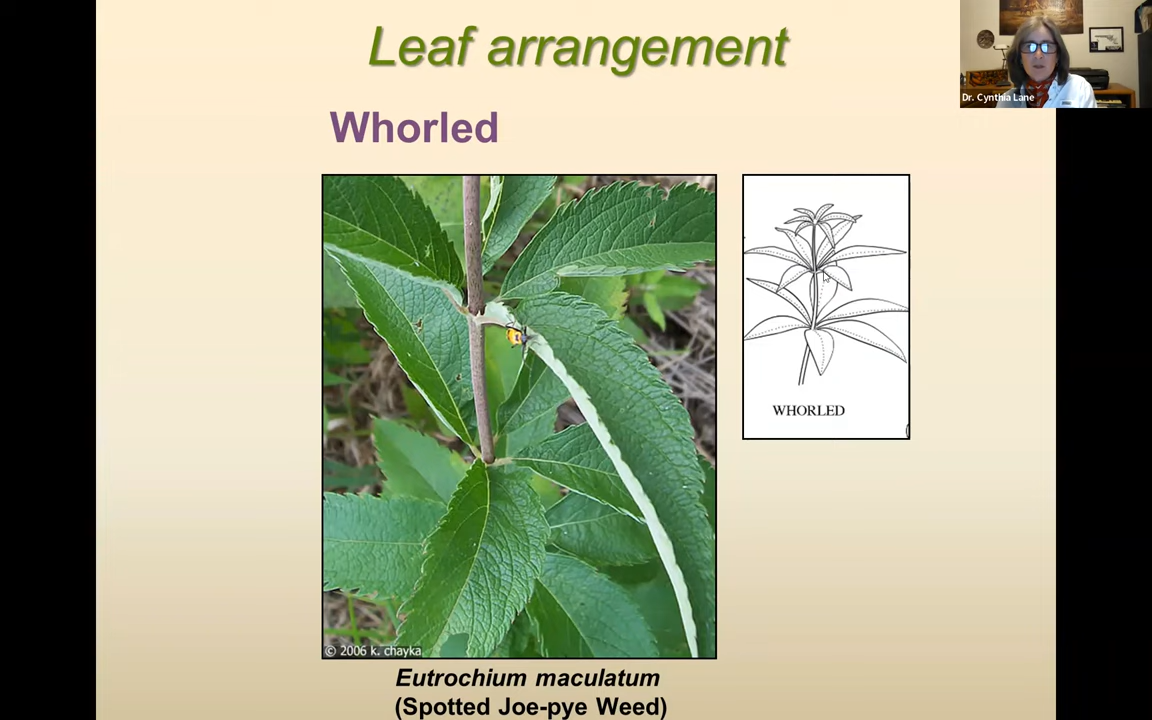 Leaf arrangement
Dr. Cynthia Lane
Whorled
WHORLED
© 2006 k. chayka
Eutrochium maculatum
(Spotted Joe-pye Weed)